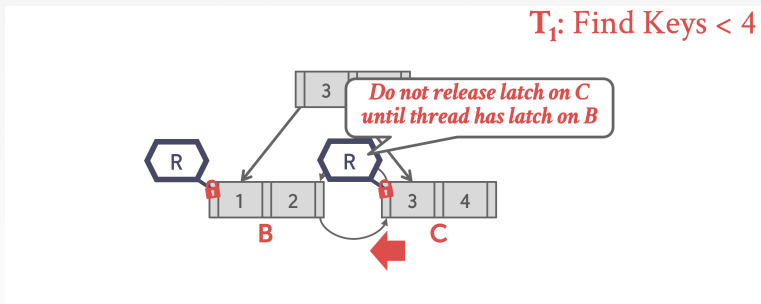 T1: Find Keys < 4
3
Do not release latch on C
until thread has latch on B
R
R
1 2
3 4
B
C